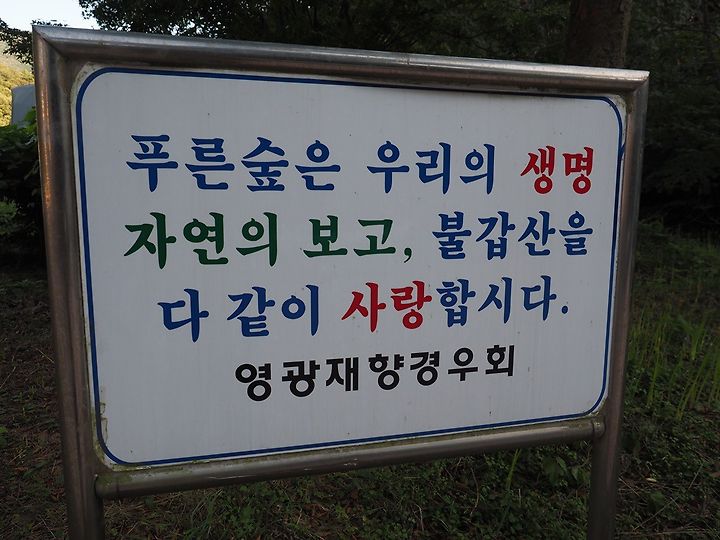 푸른숲은 우리의 생명
자연의 보고, 불갑산을
다 같이 사랑합시다.
영광재향경우회